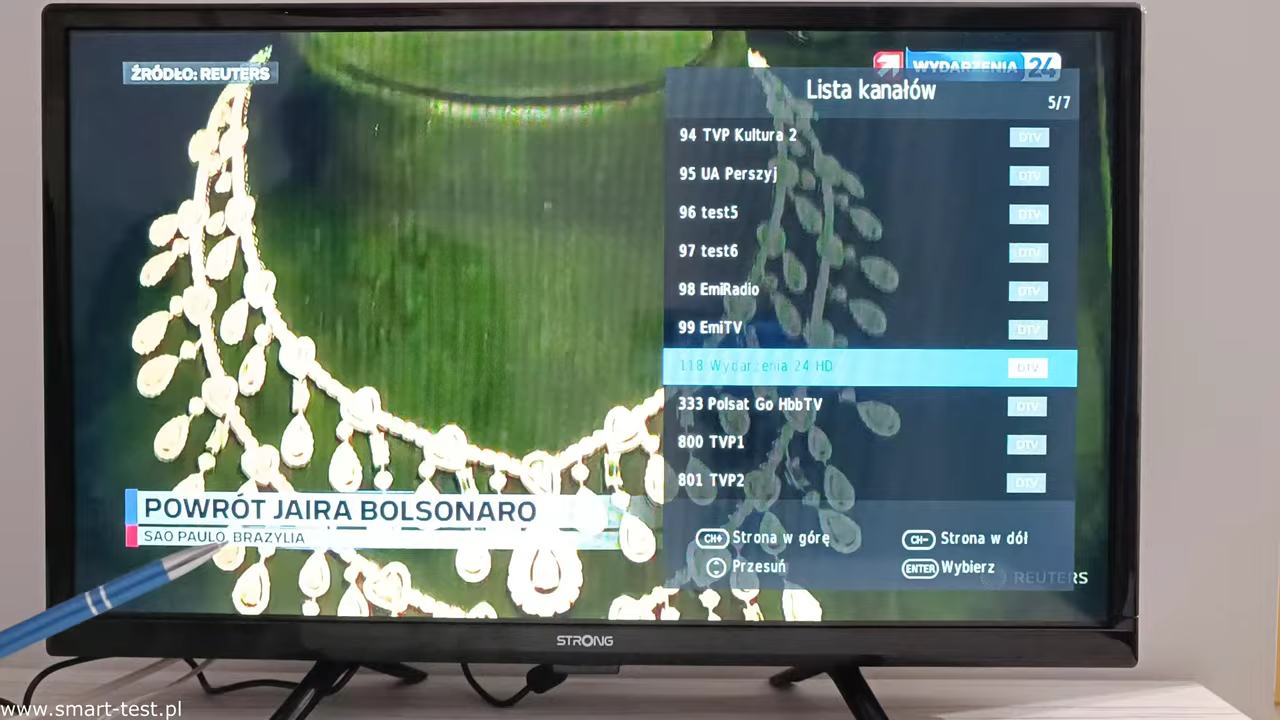 ŹRÓDŁO: REUTERS
WYDARZENIA 24
Lista kanałów
5/7
94 TVP Kultura 2 DTV
95 UA Perszyj DTV
96 test5 DTV
97 test6 DTV
98 EmiRadio DTV
99 EmiTV DTV
118 Wydarzenia 24 HD DTV
333 Polsat Go HbbTV DTV
800 TVP1 DTV
801 TVP2 DTV
CH+ Strona w górę CH- Strona w dół
Przesuń ENTER Wybierz
REUTERS
POWRÓT JAIRA BOLSONARO
SAO PAULO, BRAZYLIA
STRONG
www.smart-test.pl